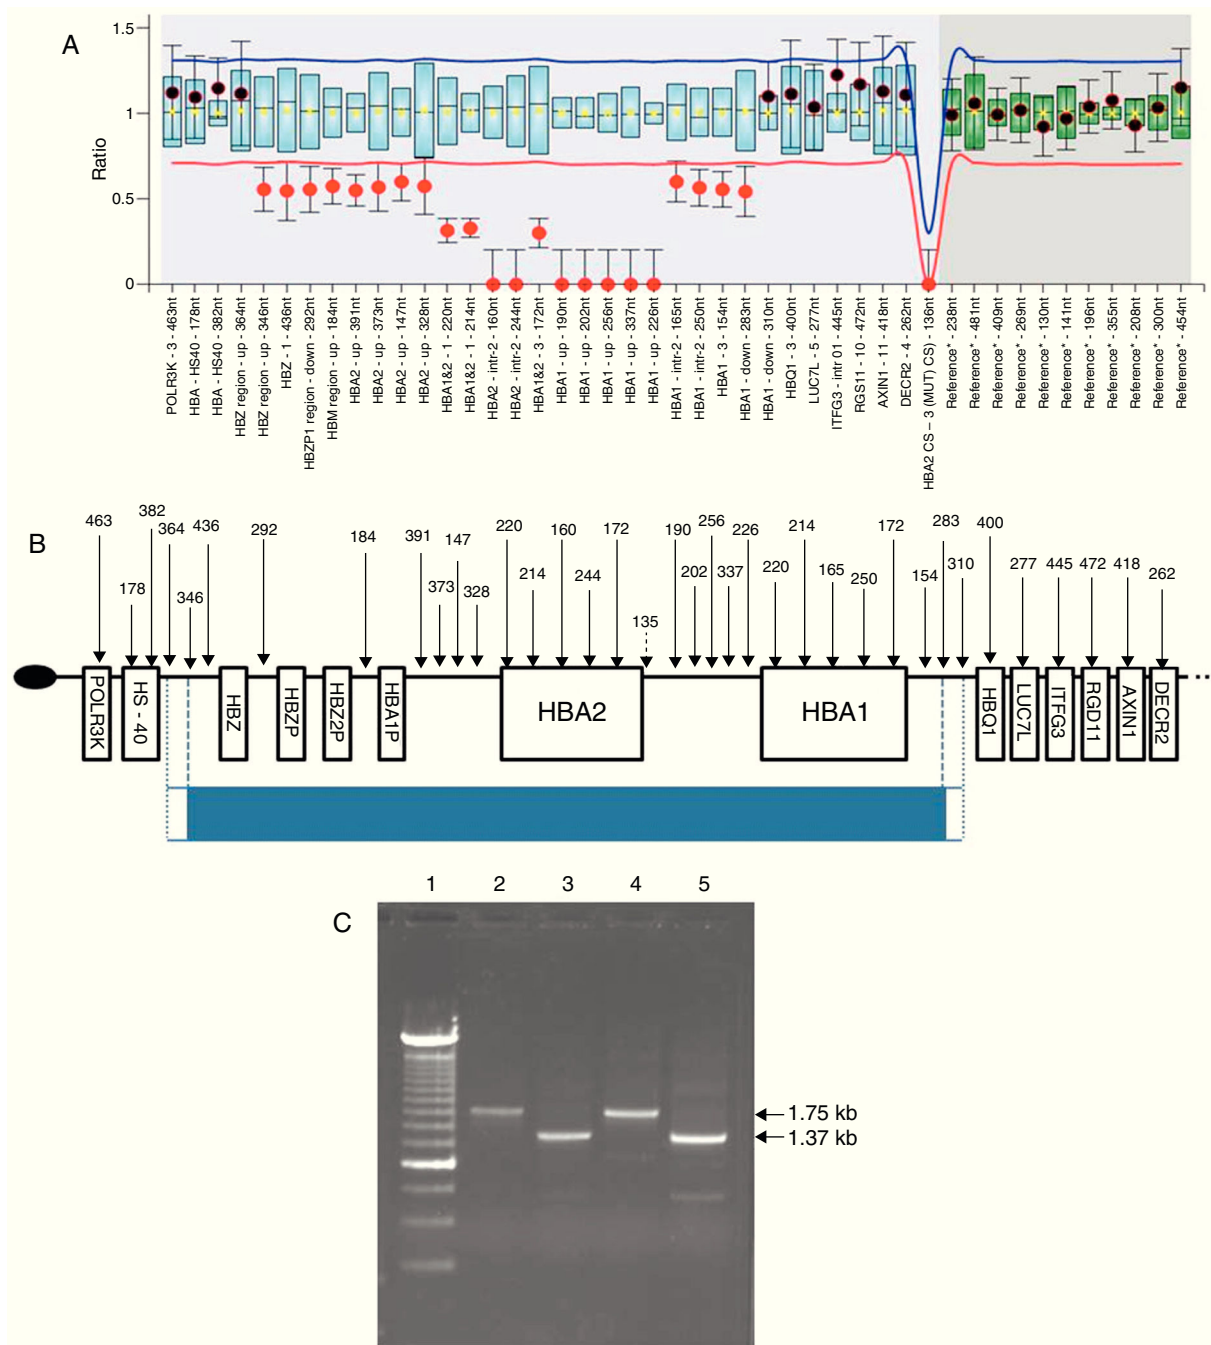 A
Ratio
1.5
1
0.5
0
POLR3K - 3 - 463nt
HBA - HS40 - 178nt
HBA - HS40 - 382nt
HBZ region - up - 364nt
HBZ region - up - 346nt
HBZ - 1 - 436nt
HBZP1 region - down - 292nt
HBM region - up - 184nt
HBA2 - up - 391nt
HBA2 - up - 373nt
HBA2 - up - 147nt
HBA2 - up - 328nt
HBA1&2 - 1 - 220nt
HBA1&2 - 1 - 214nt
HBA2 - intr-2 - 160nt
HBA2 - intr-2 - 244nt
HBA1&2 - 3 - 172nt
HBA1 - up - 190nt
HBA1 - up - 202nt
HBA1 - up - 256nt
HBA1 - up - 337nt
HBA1 - up - 226nt
HBA1 - intr-2 - 165nt
HBA1 - intr-2 - 250nt
HBA1 - 3 - 154nt
HBA1 - down - 283nt
HBA1 - down - 310nt
HBQ1 - 3 - 400nt
LUC7L - 5 - 277nt
ITFG3 - intr 01 - 445nt
RGS11 - 10 - 472nt
AXIN1 - 11 - 418nt
DECR2 - 4 - 262nt
HBA2 CS – 3 (MUT) CS) - 136nt
Reference* - 238nt
Reference* - 481nt
Reference* - 409nt
Reference* - 269nt
Reference* - 130nt
Reference* - 141nt
Reference* - 196nt
Reference* - 355nt
Reference* - 208nt
Reference* - 300nt
Reference* - 454nt
B
463 178 382 364 346 436 292 184 391 373 147 328 220 214 160 244 172 135 190 202 256 337 226 220 214 165 250 172 154 283 310 400 277 445 472 418 262
POLR3K HS - 40 HBZ HBZP HBZ2P HBA1P HBA2 HBA1 HBQ1 LUC7L ITFG3 RGD11 AXIN1 DECR2
C
1 2 3 4 5
1.75 kb
1.37 kb